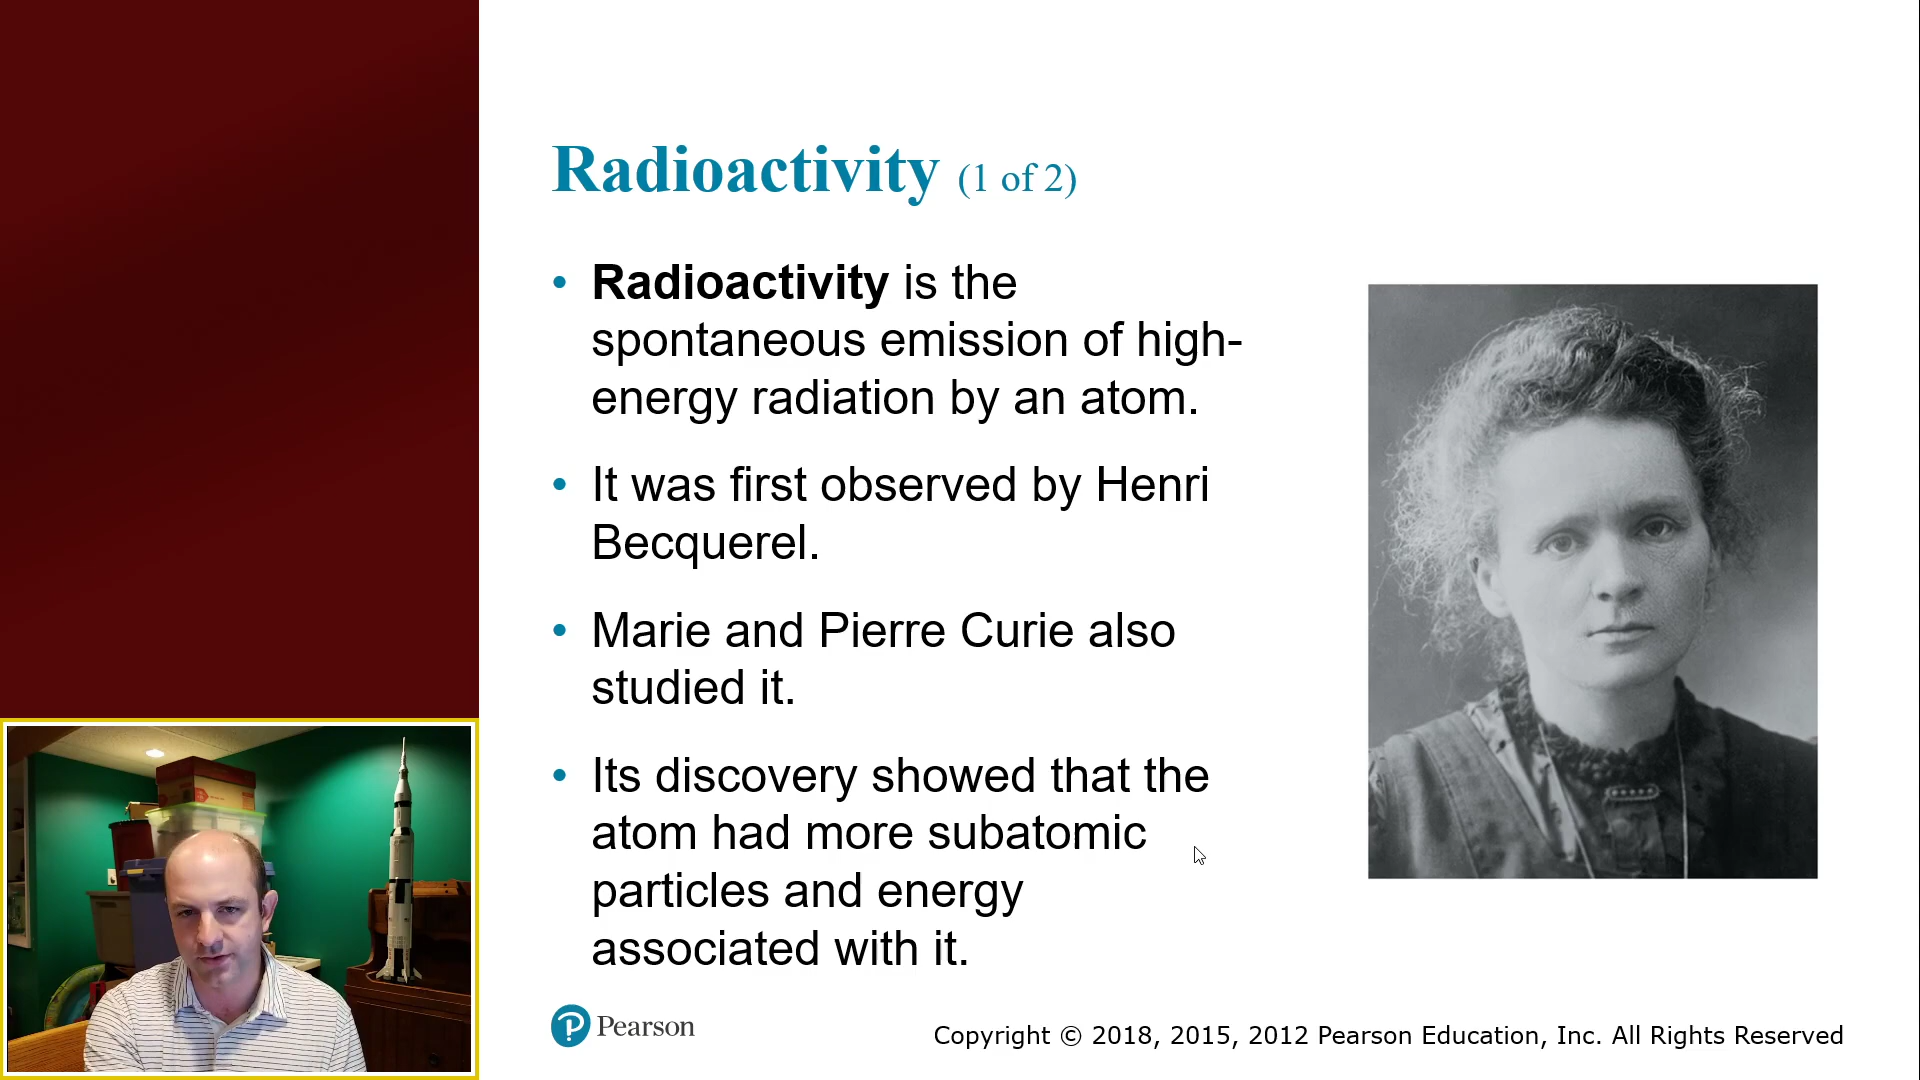 Radioactivity (1 of 2)
• Radioactivity is the
spontaneous emission of high-
energy radiation by an atom.
• It was first observed by Henri
Becquerel.
• Marie and Pierre Curie also
studied it.
• Its discovery showed that the
atom had more subatomic
particles and energy
associated with it.
Pearson
Copyright © 2018, 2015, 2012 Pearson Education, Inc. All Rights Reserved